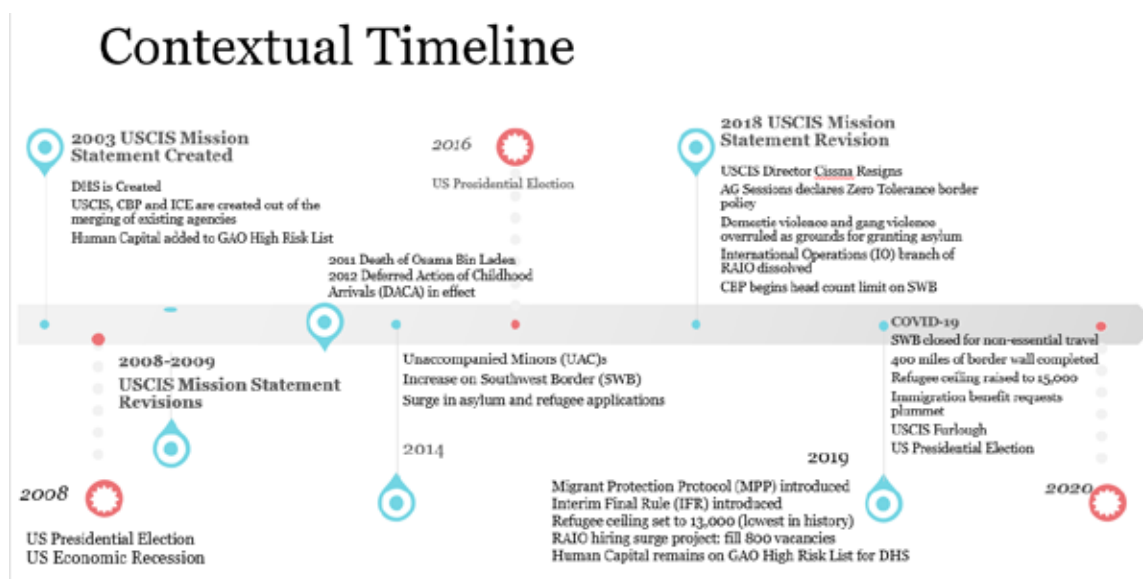 Contextual Timeline
2003 USCIS Mission
Statement Created
DHS is Created
USCIS, CBP and ICE are created out of the
merging of existing agencies
Human Capital added to GAO High Risk List
2008
US Presidential Election
US Economic Recession
2008-2009
USCIS Mission Statement
Revisions
2011 Death of Osama Bin Laden
2012 Deferred Action of Childhood
Arrivals (DACA) in effect
Unaccompanied Minors (UAC)s
Increase on Southwest Border (SWB)
Surge in asylum and refugee applications
2014
2016
US Presidential Election
2018 USCIS Mission
Statement Revision
USCIS Director Cissna Resigns
AG Sessions declares Zero Tolerance border
policy
Domestic violence and gang violence
overruled as grounds for granting asylum
International Operations (IO) branch of
RAIO dissolved
CBP begins head count limit on SWB
2019
Migrant Protection Protocol (MPP) introduced
Interim Final Rule (IFR) introduced
Refugee ceiling set to 13,000 (lowest in history)
RAIO hiring surge project: fill 800 vacancies
Human Capital remains on GAO High Risk List for DHS
COVID-19
SWB closed for non-essential travel
400 miles of border wall completed
Refugee ceiling raised to 15,000
Immigration benefit requests
plummet
USCIS Furlough
US Presidential Election
2020